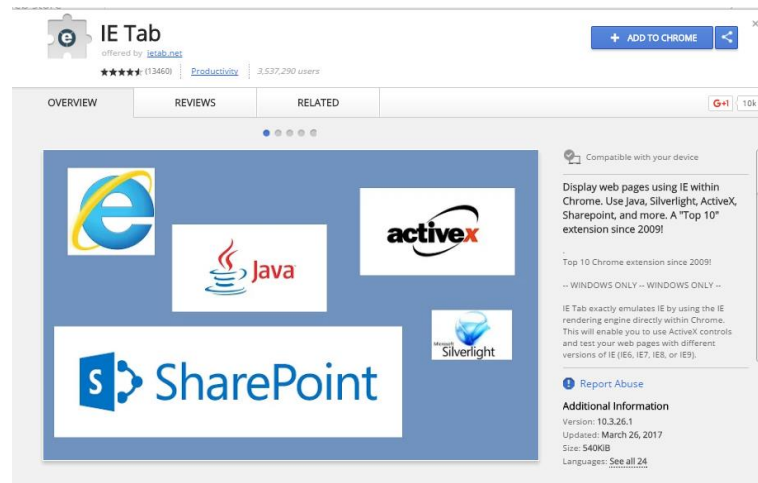 IE Tab
offered by ietab.net
(13460) Productivity 3,537,290 users
+ ADD TO CHROME
OVERVIEW REVIEWS RELATED
G+1 10k
Compatible with your device
Display web pages using IE within
Chrome. Use Java, Silverlight, ActiveX,
Sharepoint, and more. A "Top 10"
extension since 2009!
.
Top 10 Chrome extension since 2009!
-- WINDOWS ONLY -- WINDOWS ONLY --
IE Tab exactly emulates IE by using the IE
rendering engine directly within Chrome.
This will enable you to use ActiveX controls
and test your web pages with different
versions of IE (IE6, IE7, IE8, or IE9).
Report Abuse
Additional Information
Version: 10.3.26.1
Updated: March 26, 2017
Size: 540KiB
Languages: See all 24
e
Java
activex
Microsoft
Silverlight
S SharePoint